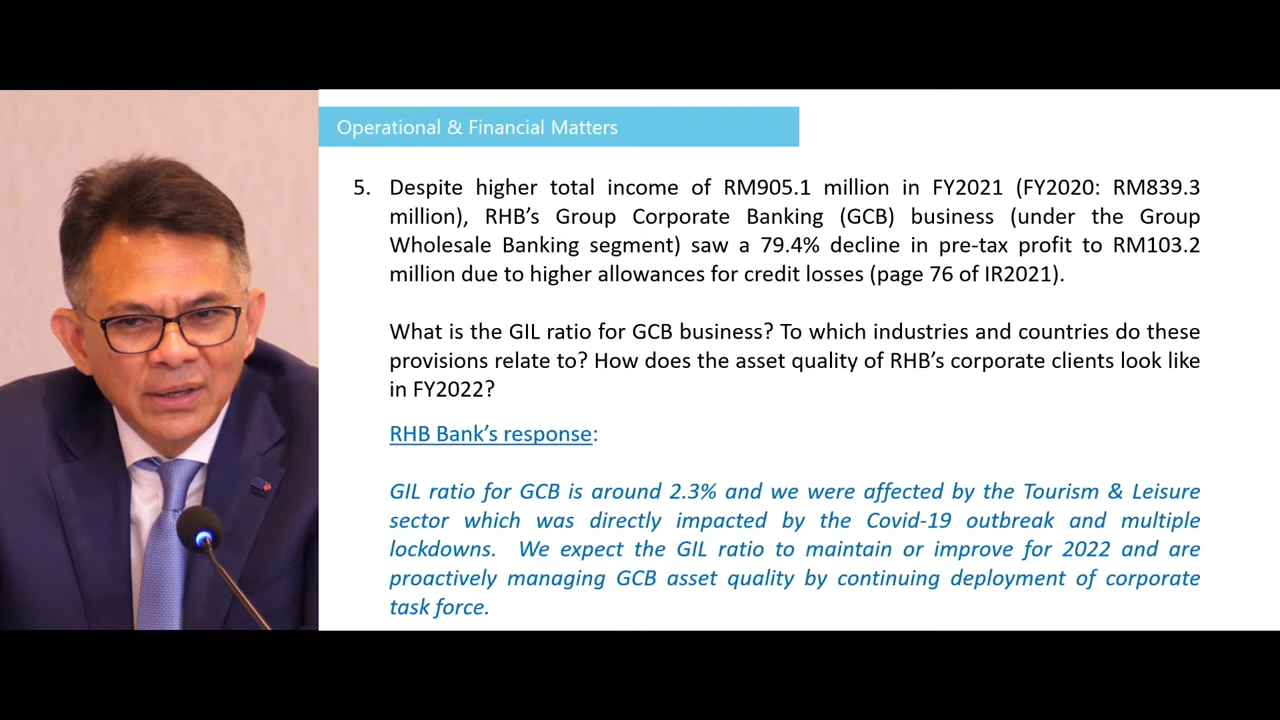 Operational & Financial Matters
5. Despite higher total income of RM905.1 million in FY2021 (FY2020: RM839.3
million), RHB's Group Corporate Banking (GCB) business (under the Group
Wholesale Banking segment) saw a 79.4% decline in pre-tax profit to RM103.2
million due to higher allowances for credit losses (page 76 of IR2021).
What is the GIL ratio for GCB business? To which industries and countries do these
provisions relate to? How does the asset quality of RHB's corporate clients look like
in FY2022?
RHB Bank's response:
GIL ratio for GCB is around 2.3% and we were affected by the Tourism & Leisure
sector which was directly impacted by the Covid-19 outbreak and multiple
lockdowns. We expect the GIL ratio to maintain or improve for 2022 and are
proactively managing GCB asset quality by continuing deployment of corporate
task force.